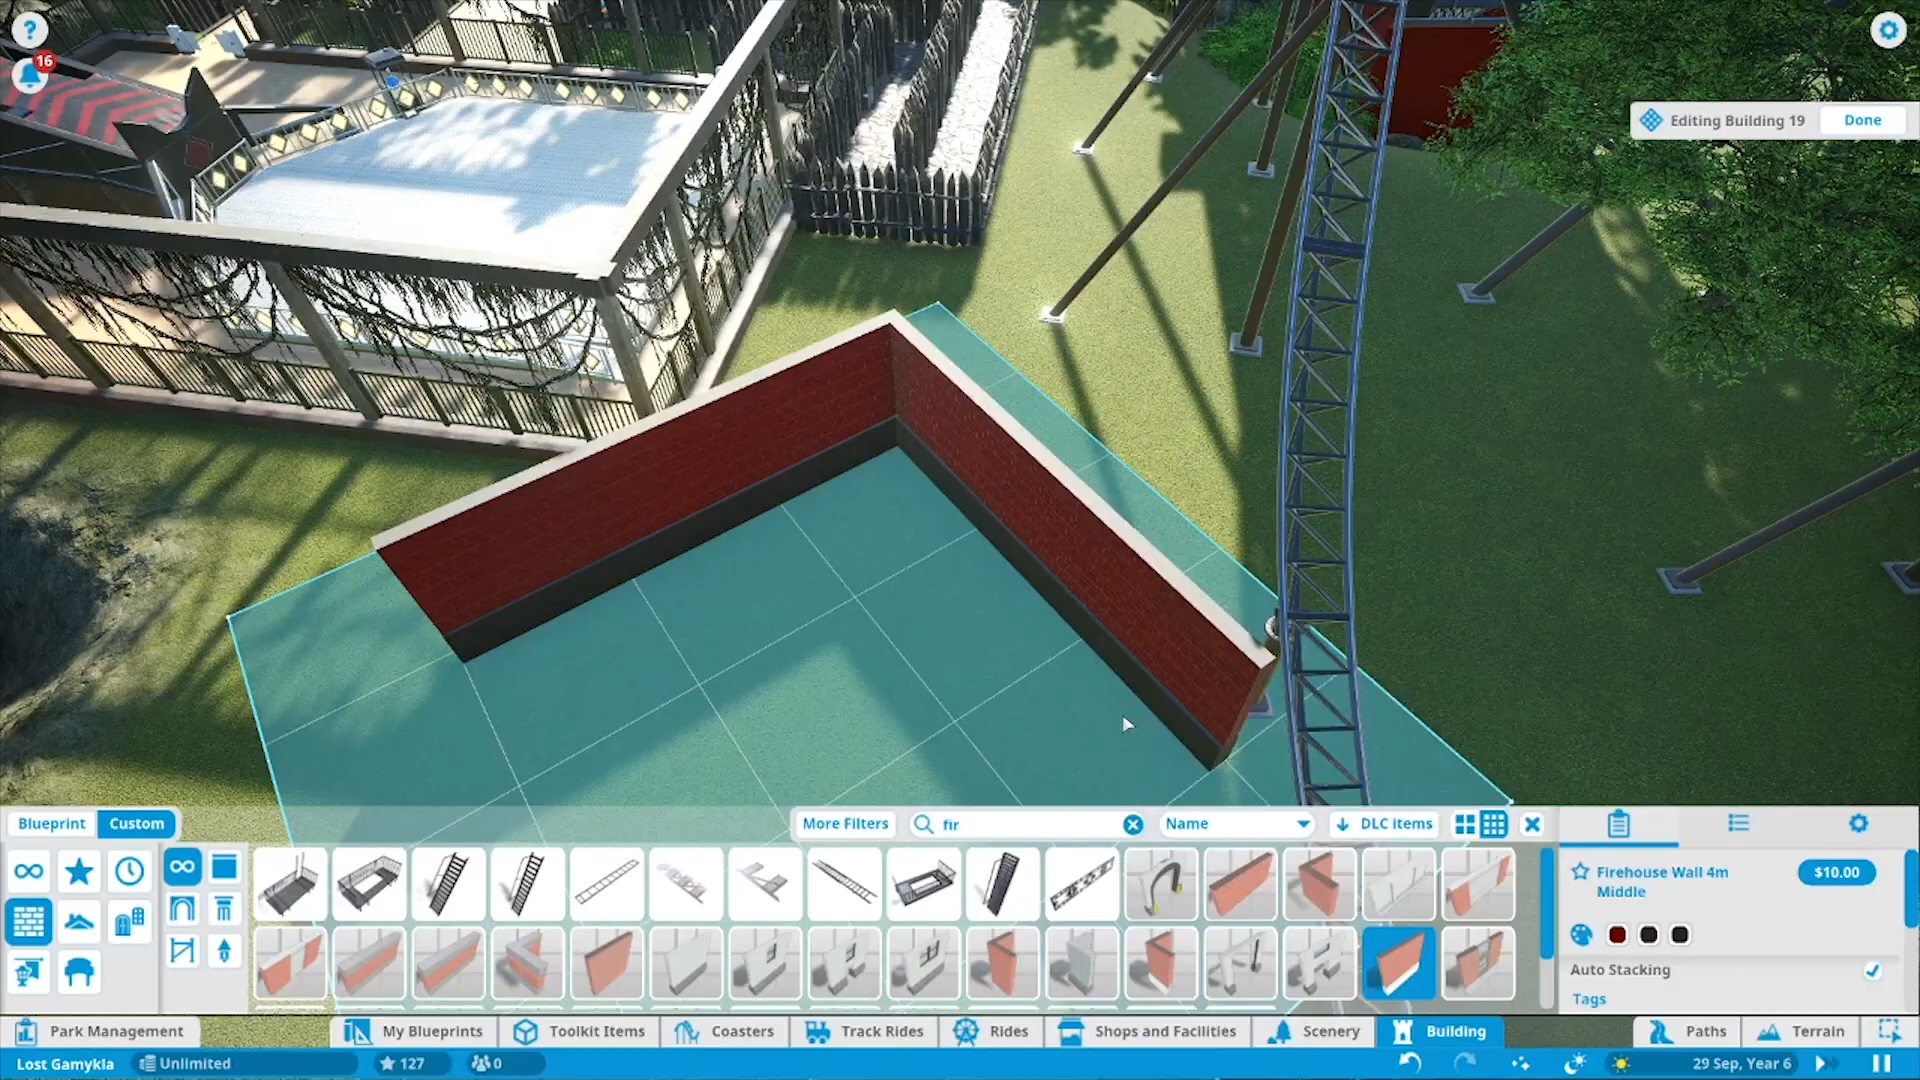 ?
16
Editing Building 19
Done
Blueprint
Custom
More Filters
fir
Name
DLC items
Firehouse Wall 4m
Middle
$10.00
Auto Stacking
Tags
Park Management
My Blueprints
Toolkit Items
Coasters
Track Rides
Rides
Shops and Facilities
Scenery
Building
Paths
Terrain
Lost Gamykla
Unlimited
127
0
29 Sep, Year 6